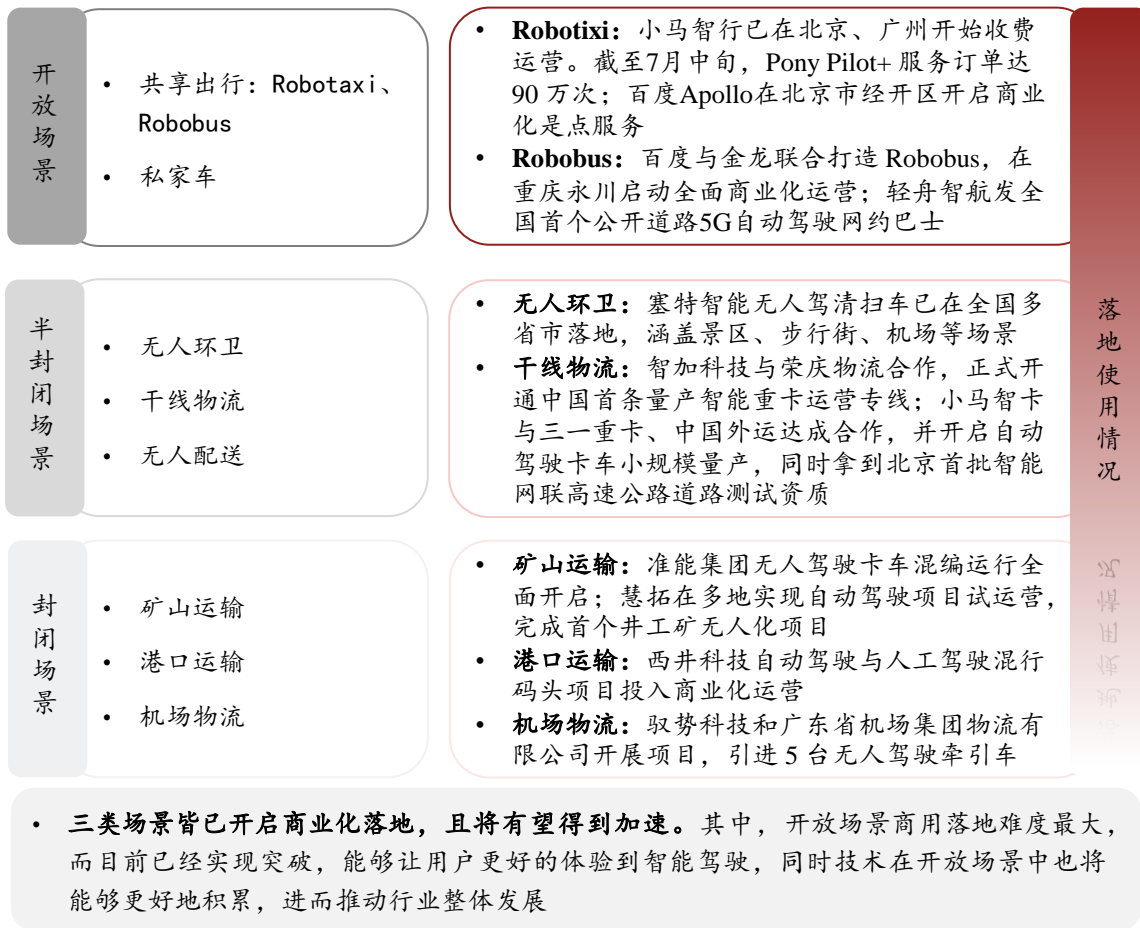 开放场景
• 共享出行：Robotaxi、
Robobus
• 私家车
• Robotixi：小马智行已在北京、广州开始收费
运营。截至7月中旬，Pony Pilot+ 服务订单达
90 万次；百度Apollo在北京市经开区开启商业
化是点服务
• Robobus：百度与金龙联合打造 Robobus，在
重庆永川启动全面商业化运营；轻舟智航发全
国首个公开道路5G自动驾驶网约巴士
半封闭场景
• 无人环卫
• 干线物流
• 无人配送
• 无人环卫：塞特智能无人驾清扫车已在全国多
省市落地，涵盖景区、步行街、机场等场景
• 干线物流：智加科技与荣庆物流合作，正式开
通中国首条量产智能重卡运营专线；小马智卡
与三一重卡、中国外运达成合作，并开启自动
驾驶卡车小规模量产，同时拿到北京首批智能
网联高速公路道路测试资质
封闭场景
• 矿山运输
• 港口运输
• 机场物流
• 矿山运输：准能集团无人驾驶卡车混编运行全
面开启；慧拓在多地实现自动驾驶项目试运营，
完成首个井工矿无人化项目
• 港口运输：西井科技自动驾驶与人工驾驶混行
码头项目投入商业化运营
• 机场物流：驭势科技和广东省机场集团物流有
限公司开展项目，引进 5 台无人驾驶牵引车
落地使用情况
• 三类场景皆已开启商业化落地，且将有望得到加速。其中，开放场景商用落地难度最大，
而目前已经实现突破，能够让用户更好的体验到智能驾驶，同时技术在开放场景中也将
能够更好地积累，进而推动行业整体发展